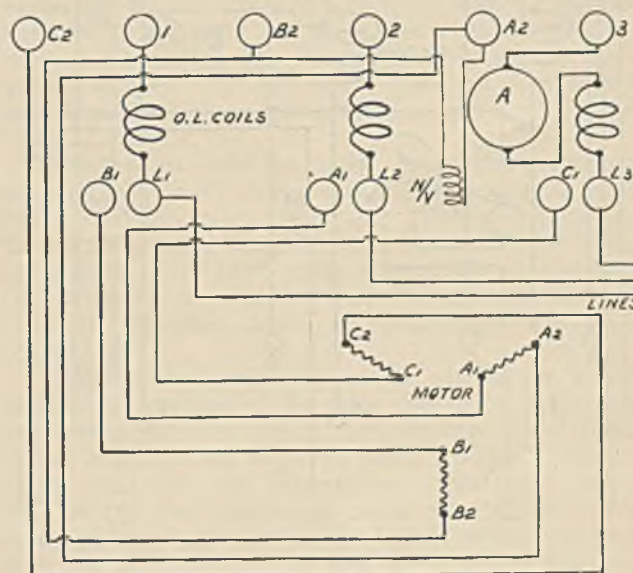 C2 1 B2 2 A2 3
A
O.L. COILS
B1 L1 A1 L2 C1 L3
LINES
C2 A2
C1 A1
MOTOR
B1
B2